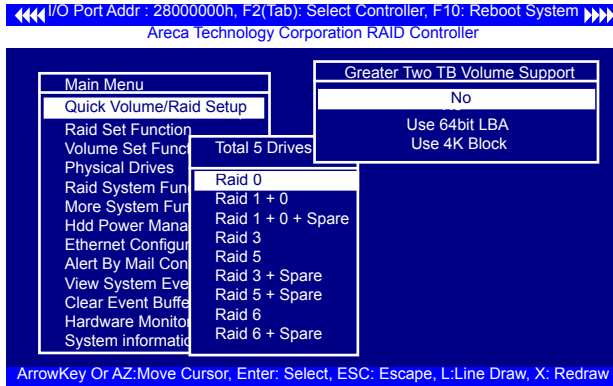 I/O Port Addr : 28000000h, F2(Tab): Select Controller, F10: Reboot System
Areca Technology Corporation RAID Controller
Main Menu
Quick Volume/Raid Setup
Raid Set Function
Volume Set Funct
Physical Drives
Raid System Fun
More System Fun
Hdd Power Mana
Ethernet Configur
Alert By Mail Con
View System Eve
Clear Event Buffe
Hardware Monito
System informatio
Total 5 Drives
Raid 0
Raid 1 + 0
Raid 1 + 0 + Spare
Raid 3
Raid 5
Raid 3 + Spare
Raid 5 + Spare
Raid 6
Raid 6 + Spare
Greater Two TB Volume Support
No
Use 64bit LBA
Use 4K Block
ArrowKey Or AZ:Move Cursor, Enter: Select, ESC: Escape, L:Line Draw, X: Redraw